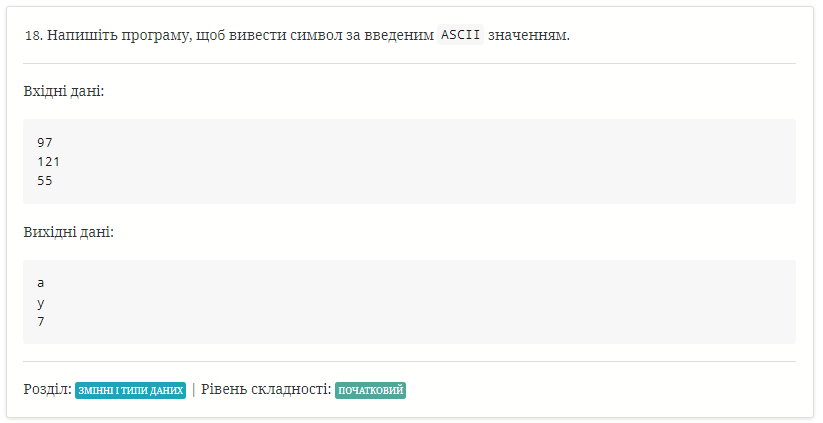 18. Напишіть програму, щоб вивести символ за введеним ASCII значенням.
Вхідні дані:
97
121
55
Вихідні дані:
a
y
7
Розділ: ЗМІННІ І ТИПИ ДАНИХ | Рівень складності: ПОЧАТКОВИЙ